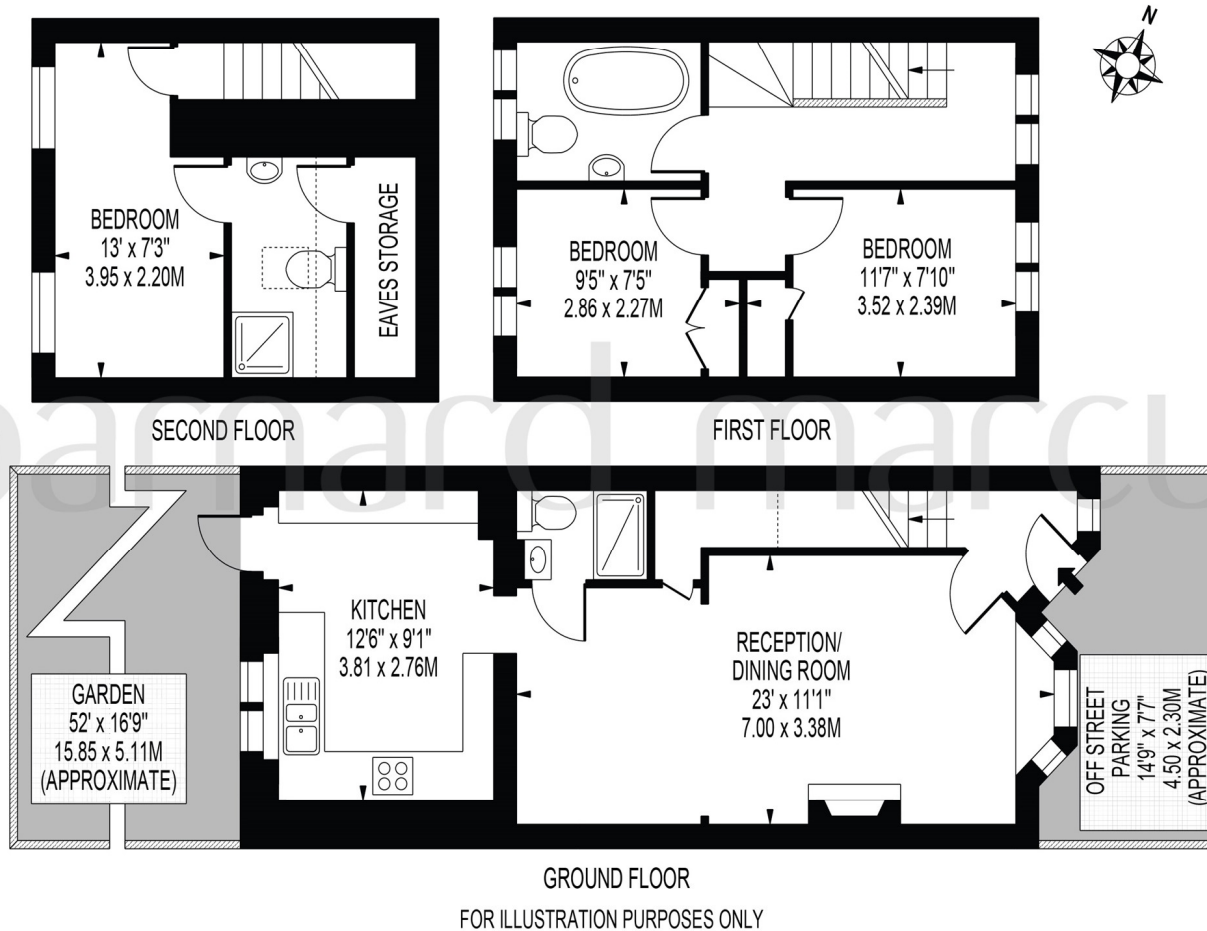 N
BEDROOM
13' x 7'3"
3.95 x 2.20M
EAVES STORAGE
SECOND FLOOR
BEDROOM
9'5" x 7'5"
2.86 x 2.27M
BEDROOM
11'7" x 7'10"
3.52 x 2.39M
FIRST FLOOR
barnard marcu
GARDEN
52' x 16'9"
15.85 x 5.11M
(APPROXIMATE)
KITCHEN
12'6" x 9'1"
3.81 x 2.76M
RECEPTION/
DINING ROOM
23' x 11'1"
7.00 x 3.38M
OFF STREET
PARKING
14'9" x 7'7"
4.50 x 2.30M
(APPROXIMATE)
GROUND FLOOR
FOR ILLUSTRATION PURPOSES ONLY